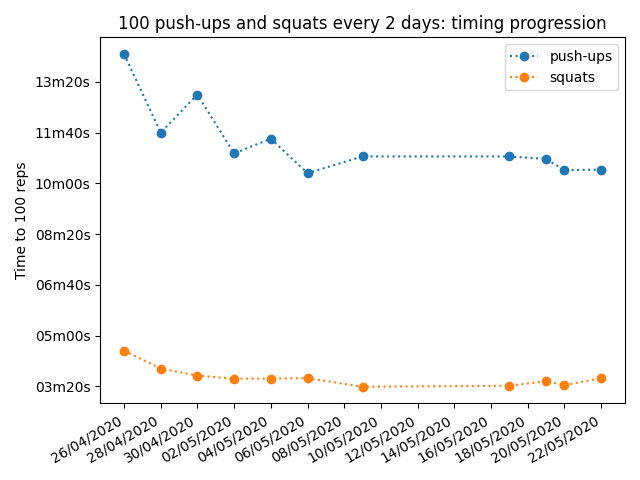 100 push-ups and squats every 2 days: timing progression
push-ups
squats
Time to 100 reps
13m20s
11m40s
10m00s
08m20s
06m40s
05m00s
03m20s
26/04/2020
28/04/2020
30/04/2020
02/05/2020
04/05/2020
06/05/2020
08/05/2020
10/05/2020
12/05/2020
14/05/2020
16/05/2020
18/05/2020
20/05/2020
22/05/2020